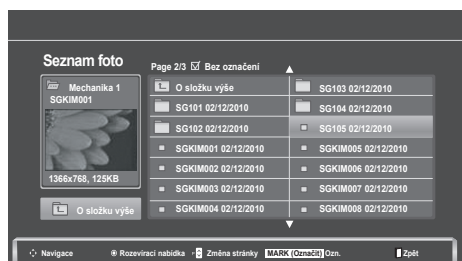 Seznam foto
Page 2/3 Bez označení
Mechanika 1
SGKIM001
1366x768, 125KB
O složku výše
O složku výše
SG101 02/12/2010
SG102 02/12/2010
SGKIM001 02/12/2010
SGKIM002 02/12/2010
SGKIM003 02/12/2010
SGKIM004 02/12/2010
SG103 02/12/2010
SG104 02/12/2010
SG105 02/12/2010
SGKIM005 02/12/2010
SGKIM006 02/12/2010
SGKIM007 02/12/2010
SGKIM008 02/12/2010
Navigace Rozevírací nabídka Změna stránky MARK (Označit) Ozn. Zpět